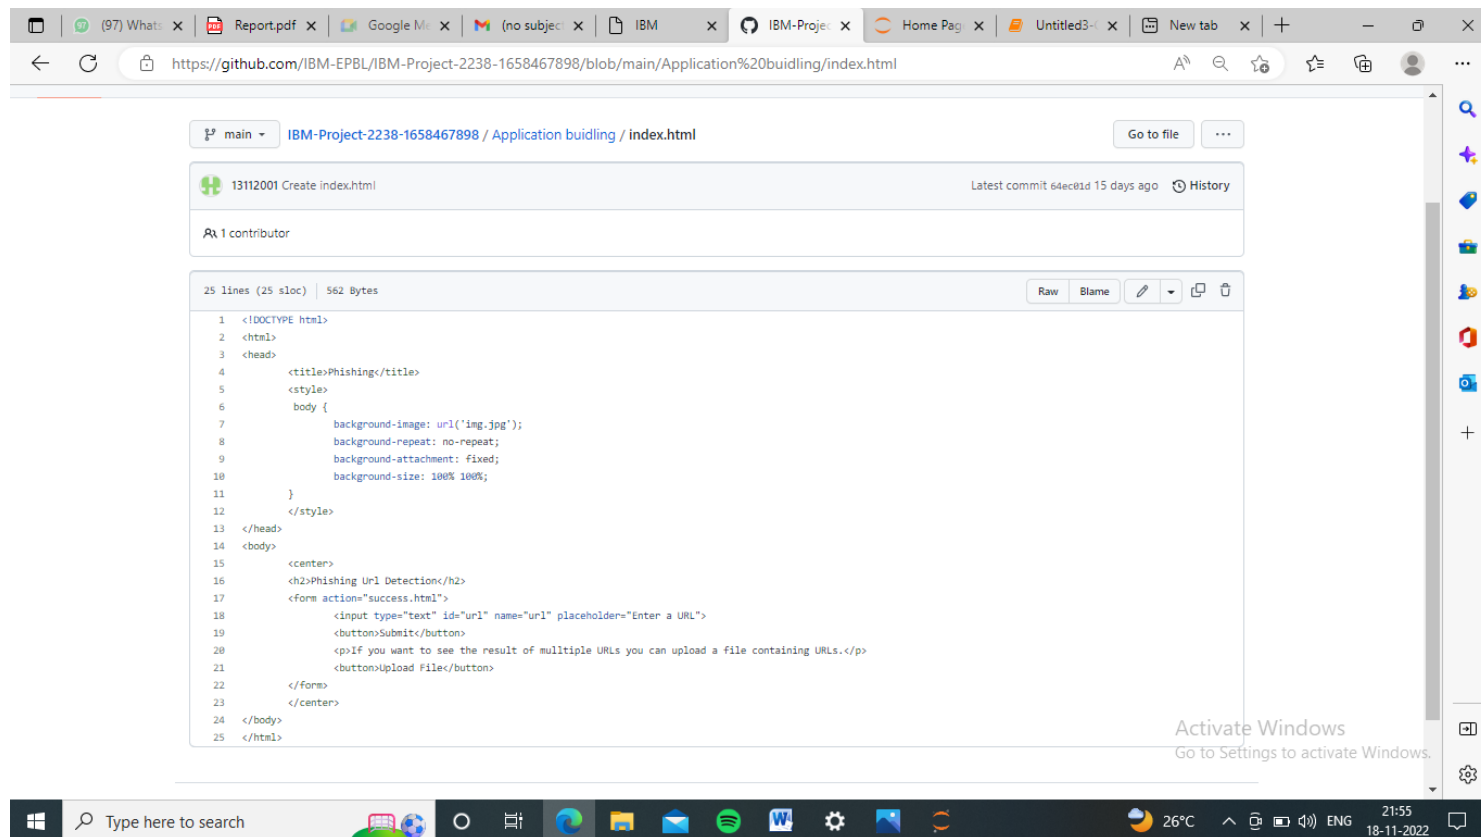 (97) Whats
Report.pdf
Google Me
(no subject
IBM
IBM-Projec
Home Pag
Untitled3-
New tab
https://github.com/IBM-EPBL/IBM-Project-2238-1658467898/blob/main/Application%20buidling/index.html
main
IBM-Project-2238-1658467898 / Application buidling / index.html
Go to file
13112001 Create index.html
Latest commit 64ec01d 15 days ago
History
1 contributor
25 lines (25 sloc) | 562 Bytes
Raw
Blame
1 <!DOCTYPE html>
2 <html>
3 <head>
4 <title>Phishing</title>
5 <style>
6 body {
7 background-image: url('img.jpg');
8 background-repeat: no-repeat;
9 background-attachment: fixed;
10 background-size: 100% 100%;
11 }
12 </style>
13 </head>
14 <body>
15 <center>
16 <h2>Phishing Url Detection</h2>
17 <form action="success.html">
18 <input type="text" id="url" name="url" placeholder="Enter a URL">
19 <button>Submit</button>
20 <p>If you want to see the result of mulltiple URLs you can upload a file containing URLs.</p>
21 <button>Upload File</button>
22 </form>
23 </center>
24 </body>
25 </html>
Activate Windows
Go to Settings to activate Windows.
Type here to search
26°C
ENG
21:55
18-11-2022